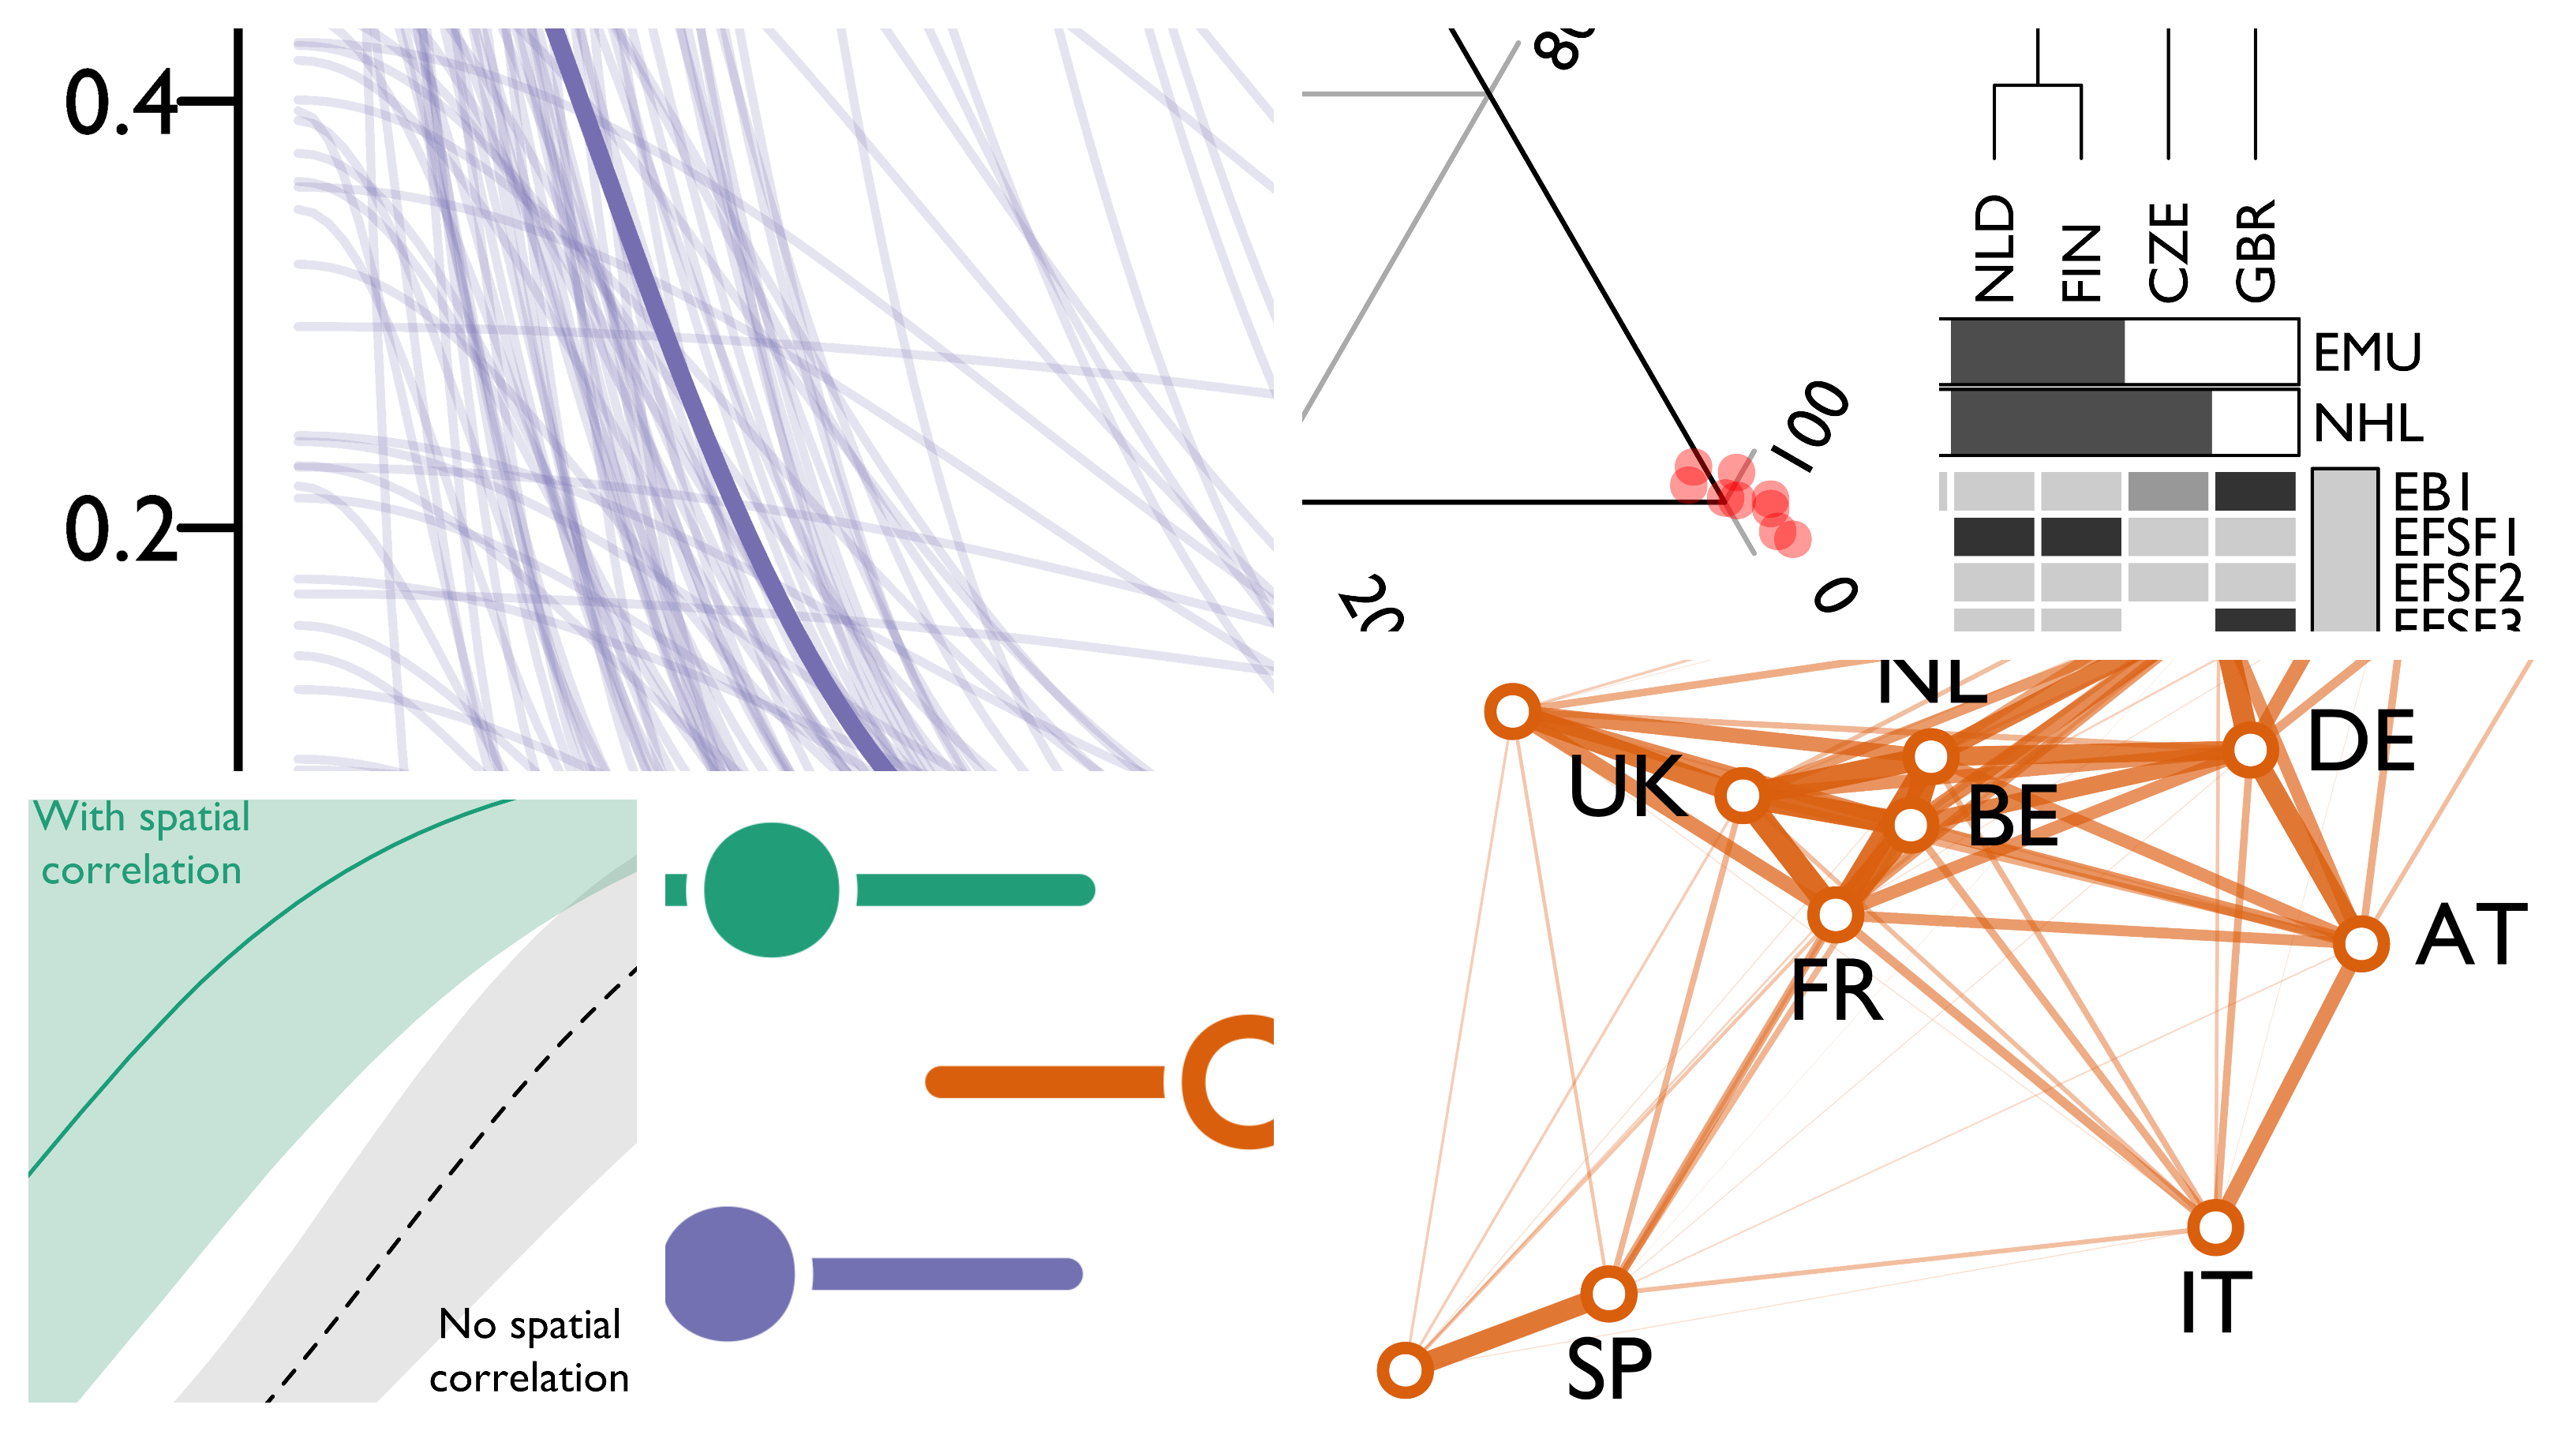 0.4
0.2
80
100
0
20
NLD
FIN
CZE
GBR
EMU
NHL
EB1
EFSF1
EFSF2
EFSF3
With spatial
correlation
No spatial
correlation
NL
DE
UK
BE
AT
FR
IT
SP